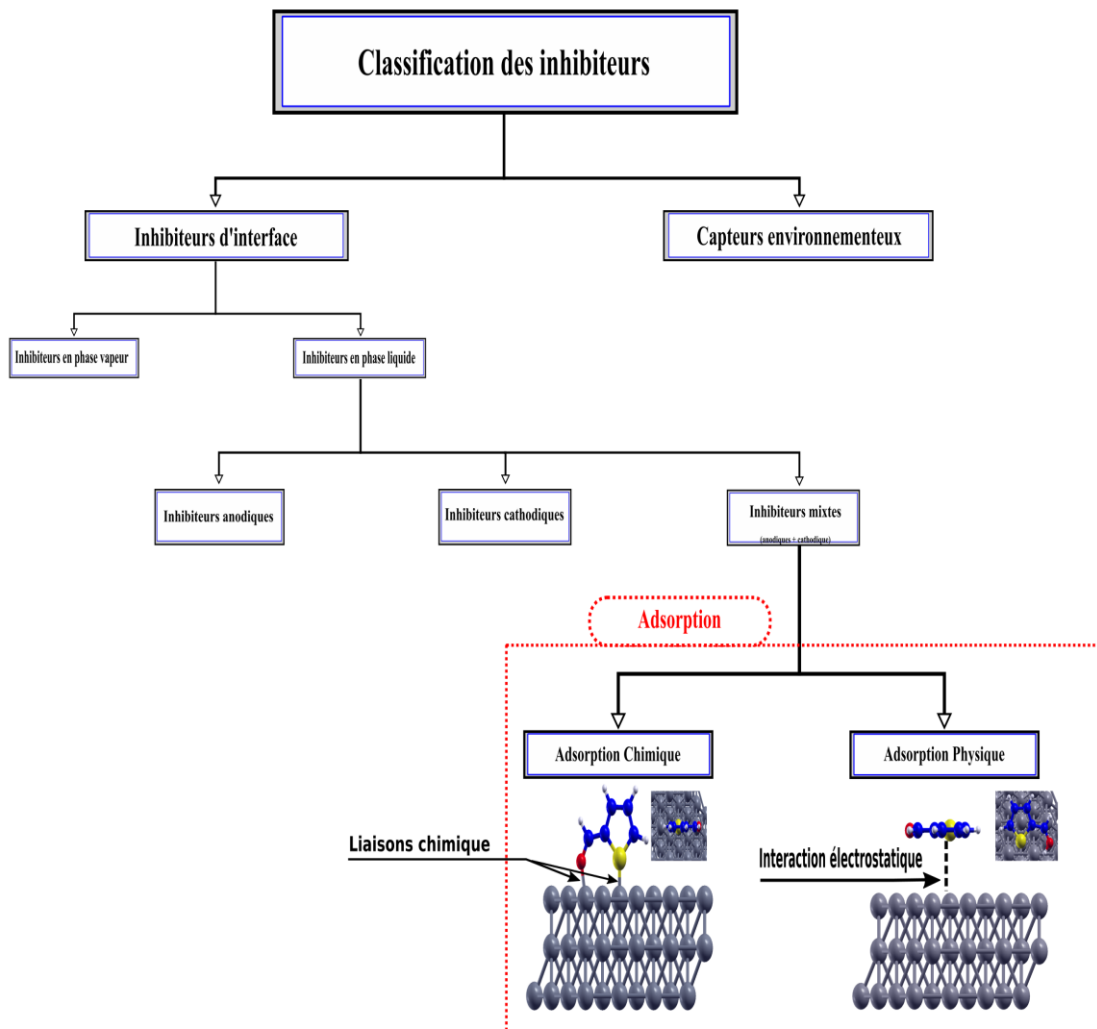 Classification des inhibiteurs
Inhibiteurs d'interface
Capteurs environnementeux
Inhibiteurs en phase vapeur
Inhibiteurs en phase liquide
Inhibiteurs anodiques
Inhibiteurs cathodiques
Inhibiteurs mixtes
(anodiques + cathodique)
Adsorption
Adsorption Chimique
Adsorption Physique
Liaisons chimique
Interaction électrostatique